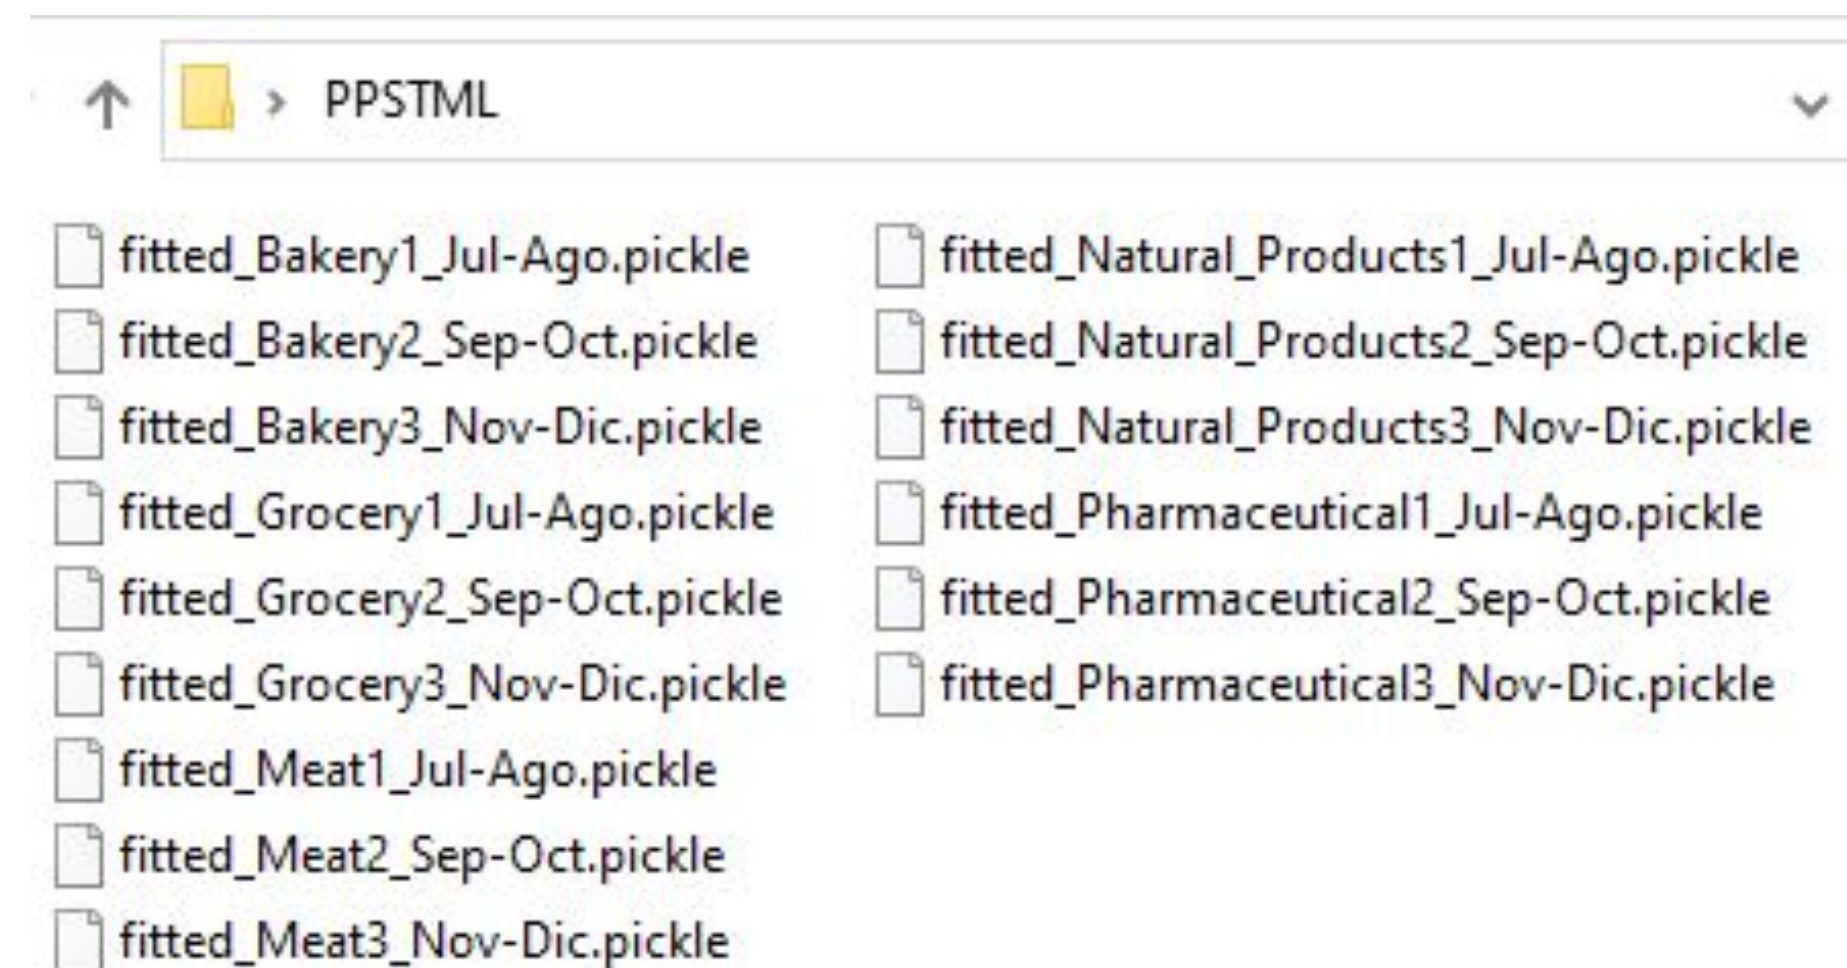 PPSTML
fitted_Bakery1_Jul-Ago.pickle
fitted_Bakery2_Sep-Oct.pickle
fitted_Bakery3_Nov-Dic.pickle
fitted_Grocery1_Jul-Ago.pickle
fitted_Grocery2_Sep-Oct.pickle
fitted_Grocery3_Nov-Dic.pickle
fitted_Meat1_Jul-Ago.pickle
fitted_Meat2_Sep-Oct.pickle
fitted_Meat3_Nov-Dic.pickle
fitted_Natural_Products1_Jul-Ago.pickle
fitted_Natural_Products2_Sep-Oct.pickle
fitted_Natural_Products3_Nov-Dic.pickle
fitted_Pharmaceutical1_Jul-Ago.pickle
fitted_Pharmaceutical2_Sep-Oct.pickle
fitted_Pharmaceutical3_Nov-Dic.pickle